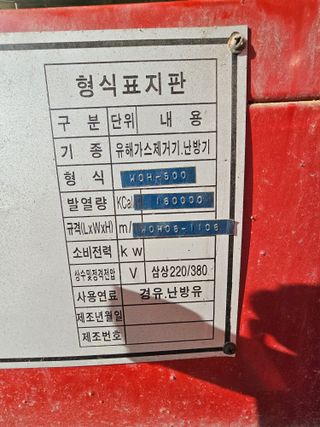 형식표지판
구 분 단위 내 용
기 종 유해가스제거기.난방기
형 식 WOH-500
발열량 KCal 160000
규격(LxWxH) m/ WOH06-1106
소비전력 kw
상수및정격전압 V 삼상220/380
사용연료 경유.난방유
제조년월일
제조번호